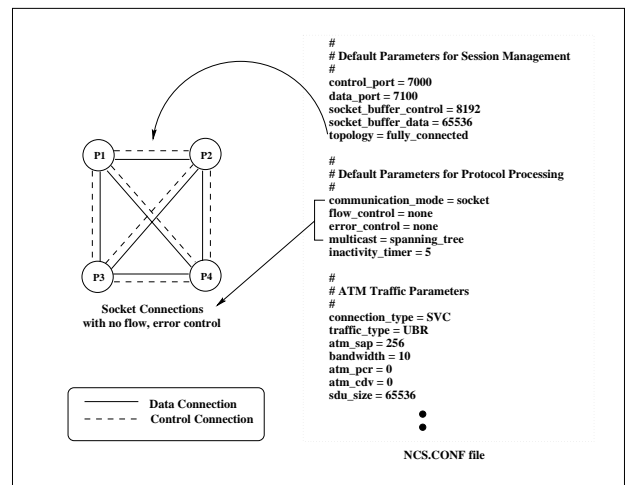 #
# Default Parameters for Session Management
#
control_port = 7000
data_port = 7100
socket_buffer_control = 8192
socket_buffer_data = 65536
topology = fully_connected
#
# Default Parameters for Protocol Processing
#
communication_mode = socket
flow_control = none
error_control = none
multicast = spanning_tree
inactivity_timer = 5
#
# ATM Traffic Parameters
#
connection_type = SVC
traffic_type = UBR
atm_sap = 256
bandwidth = 10
atm_pcr = 0
atm_cdv = 0
sdu_size = 65536
NCS.CONF file
P1
P2
P3
P4
Socket Connections
with no flow, error control
Data Connection
Control Connection